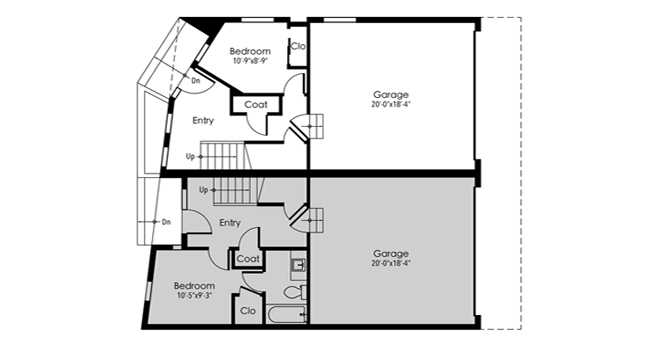 Bedroom
10'-9"x8'-9"
Clo
Dn
Coat
Entry
Garage
20'-0"x18'-4"
Up
Up
Dn
Entry
Coat
Garage
20'-0"x18'-4"
Bedroom
10'-5"x9'-3"
Clo